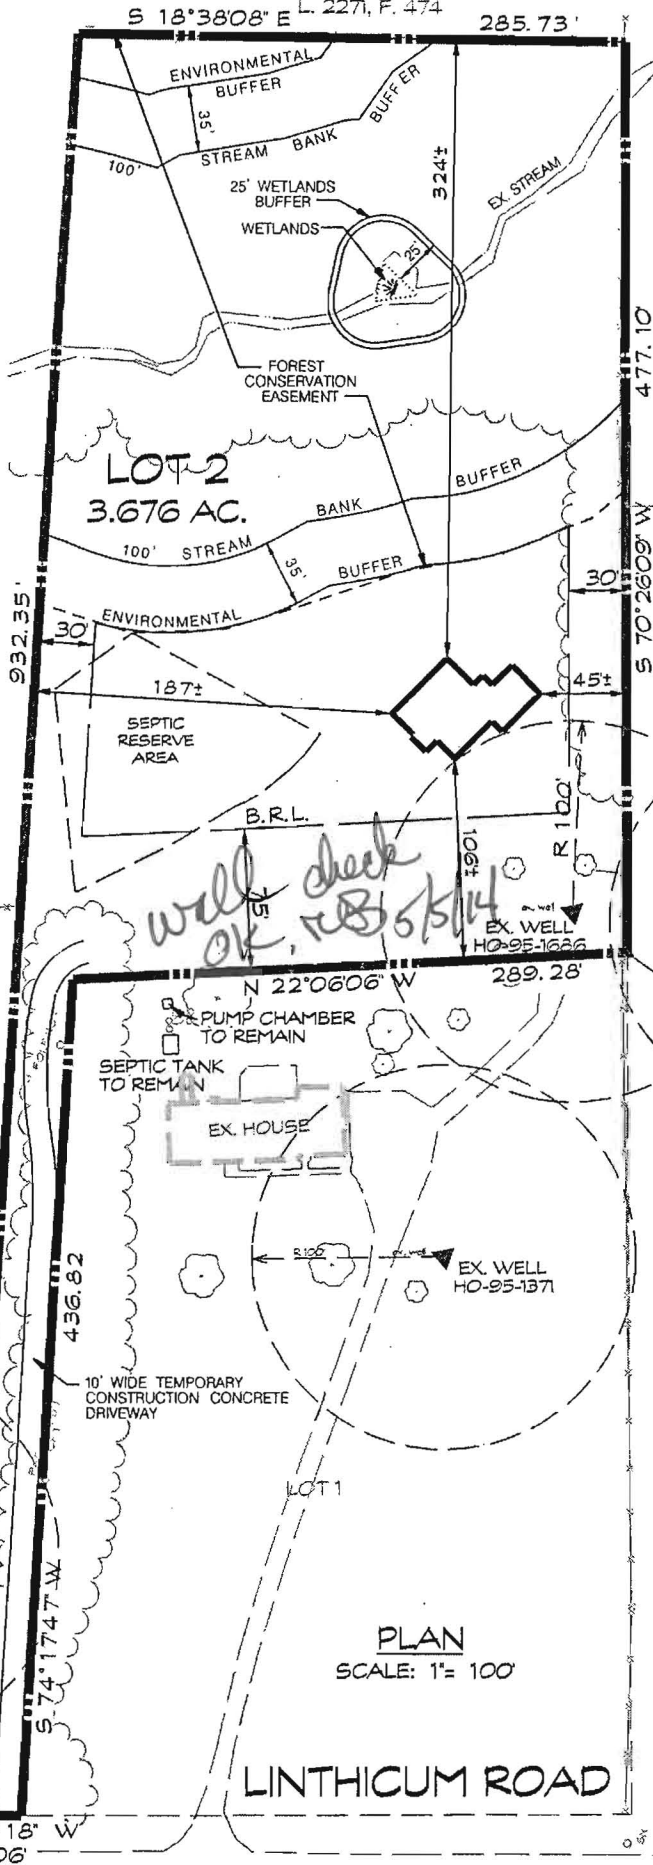 L. 2271, F. 474
S 18°38'08" E
285.73'
ENVIRONMENTAL
BUFFER
35'
100'
STREAM BANK BUFFER
25' WETLANDS
BUFFER
WETLANDS
25'
324'±
EX. STREAM
477.10'
FOREST
CONSERVATION
EASEMENT
LOT 2
3.676 AC.
100' STREAM BANK BUFFER
35'
ENVIRONMENTAL BUFFER
S 70°26'09" W
30'
30'
932.35'
187±
45'±
SEPTIC
RESERVE
AREA
B.R.L.
75'
106'±
R 100'
wall check
OK, 5/5/14
EX. WELL
HO-95-1686
N 22°06'06" W
289.28'
PUMP CHAMBER
TO REMAIN
SEPTIC TANK
TO REMAIN
EX. HOUSE
R 100'
EX. WELL
HO-95-1371
436.82
10' WIDE TEMPORARY
CONSTRUCTION CONCRETE
DRIVEWAY
LOT 1
S 74°17'47" W
PLAN
SCALE: 1"= 100'
LINTHICUM ROAD
18" W
06'